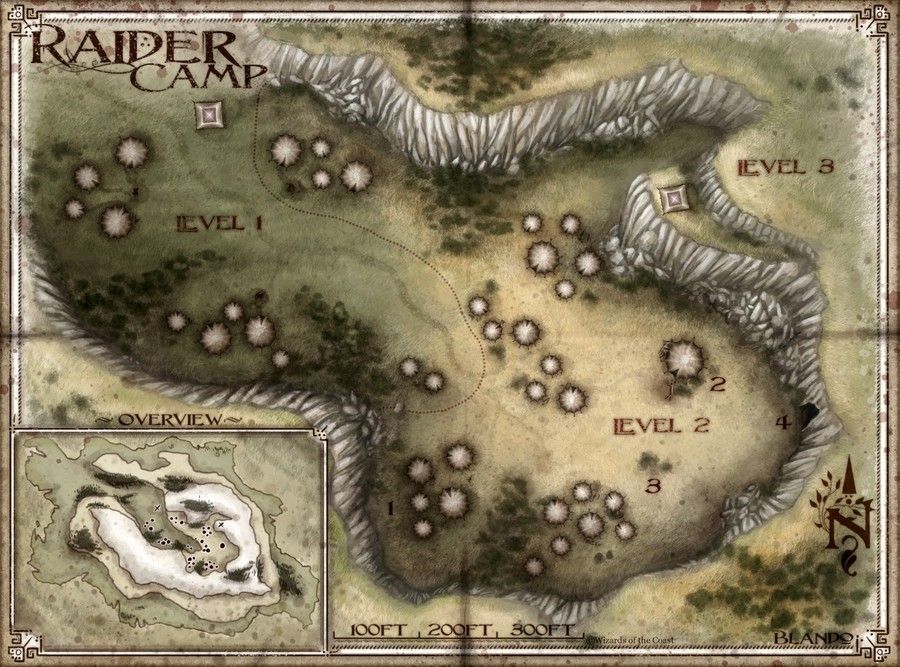 RAIDER
CAMP
LEVEL 3
LEVEL 1
2
LEVEL 2
4
~ OVERVIEW ~
3
1
N
100FT 200FT 300FT
© Wizards of the Coast
BLANDO